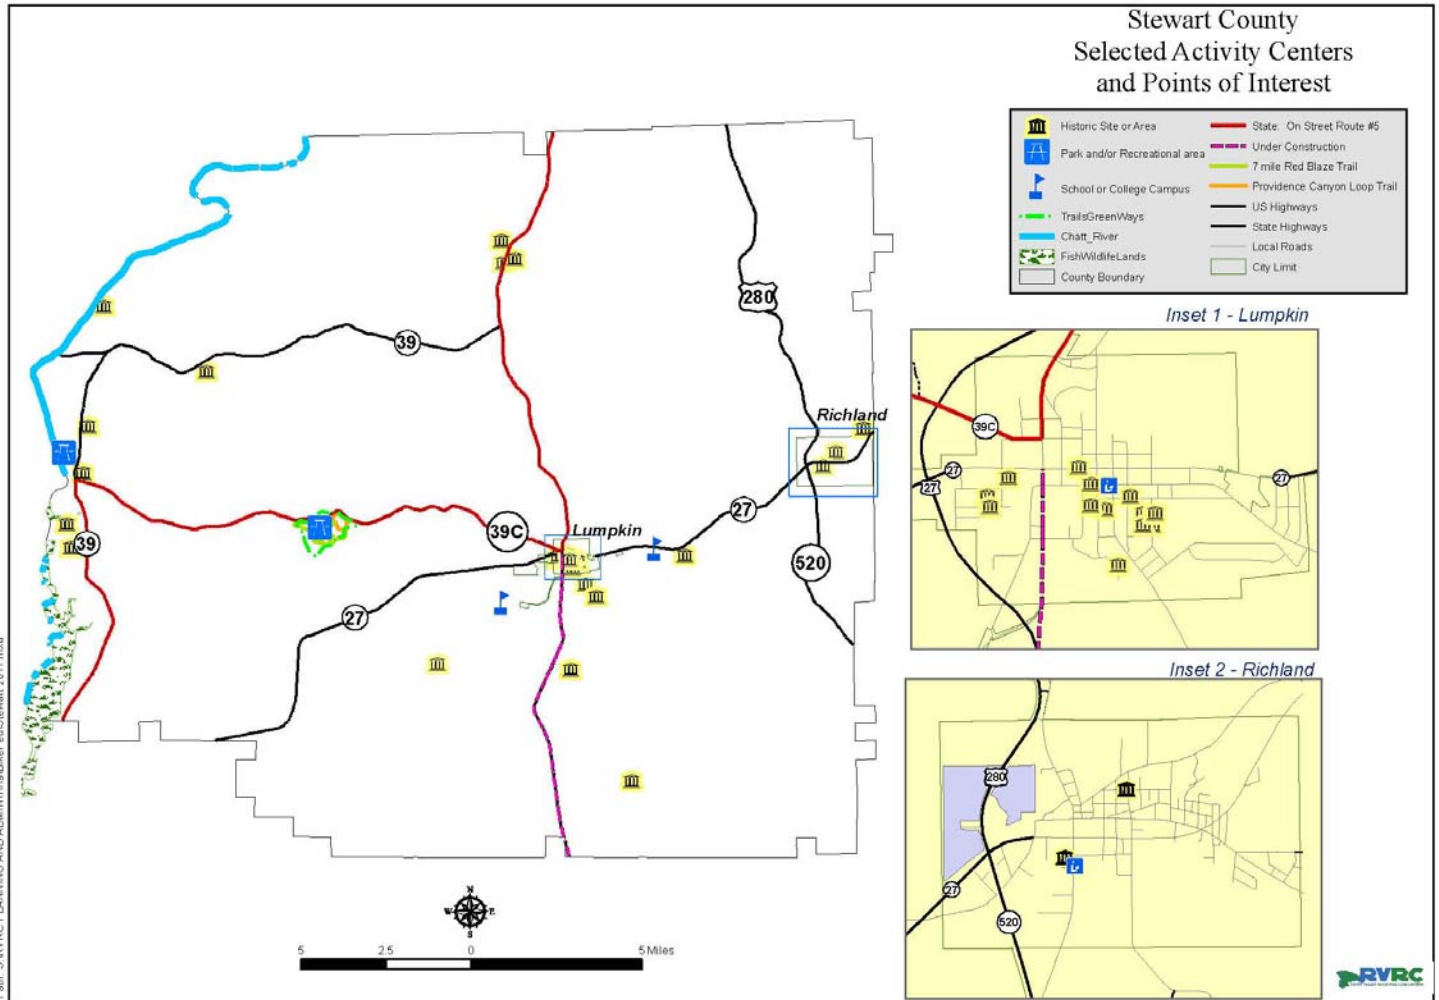 Stewart County
Selected Activity Centers
and Points of Interest
Historic Site or Area
Park and/or Recreational area
School or College Campus
TrailsGreenWays
Chatt_River
FishWildlifeLands
County Boundary
State: On Street Route #5
Under Construction
7 mile Red Blaze Trail
Providence Canyon Loop Trail
US Highways
State Highways
Local Roads
City Limit
280
39
Richland
27
39C
Lumpkin
39
520
27
Inset 1 - Lumpkin
39C
27
27
27
Inset 2 - Richland
280
27
520
N
W E
S
5 2.5 0 5 Miles
RVRC